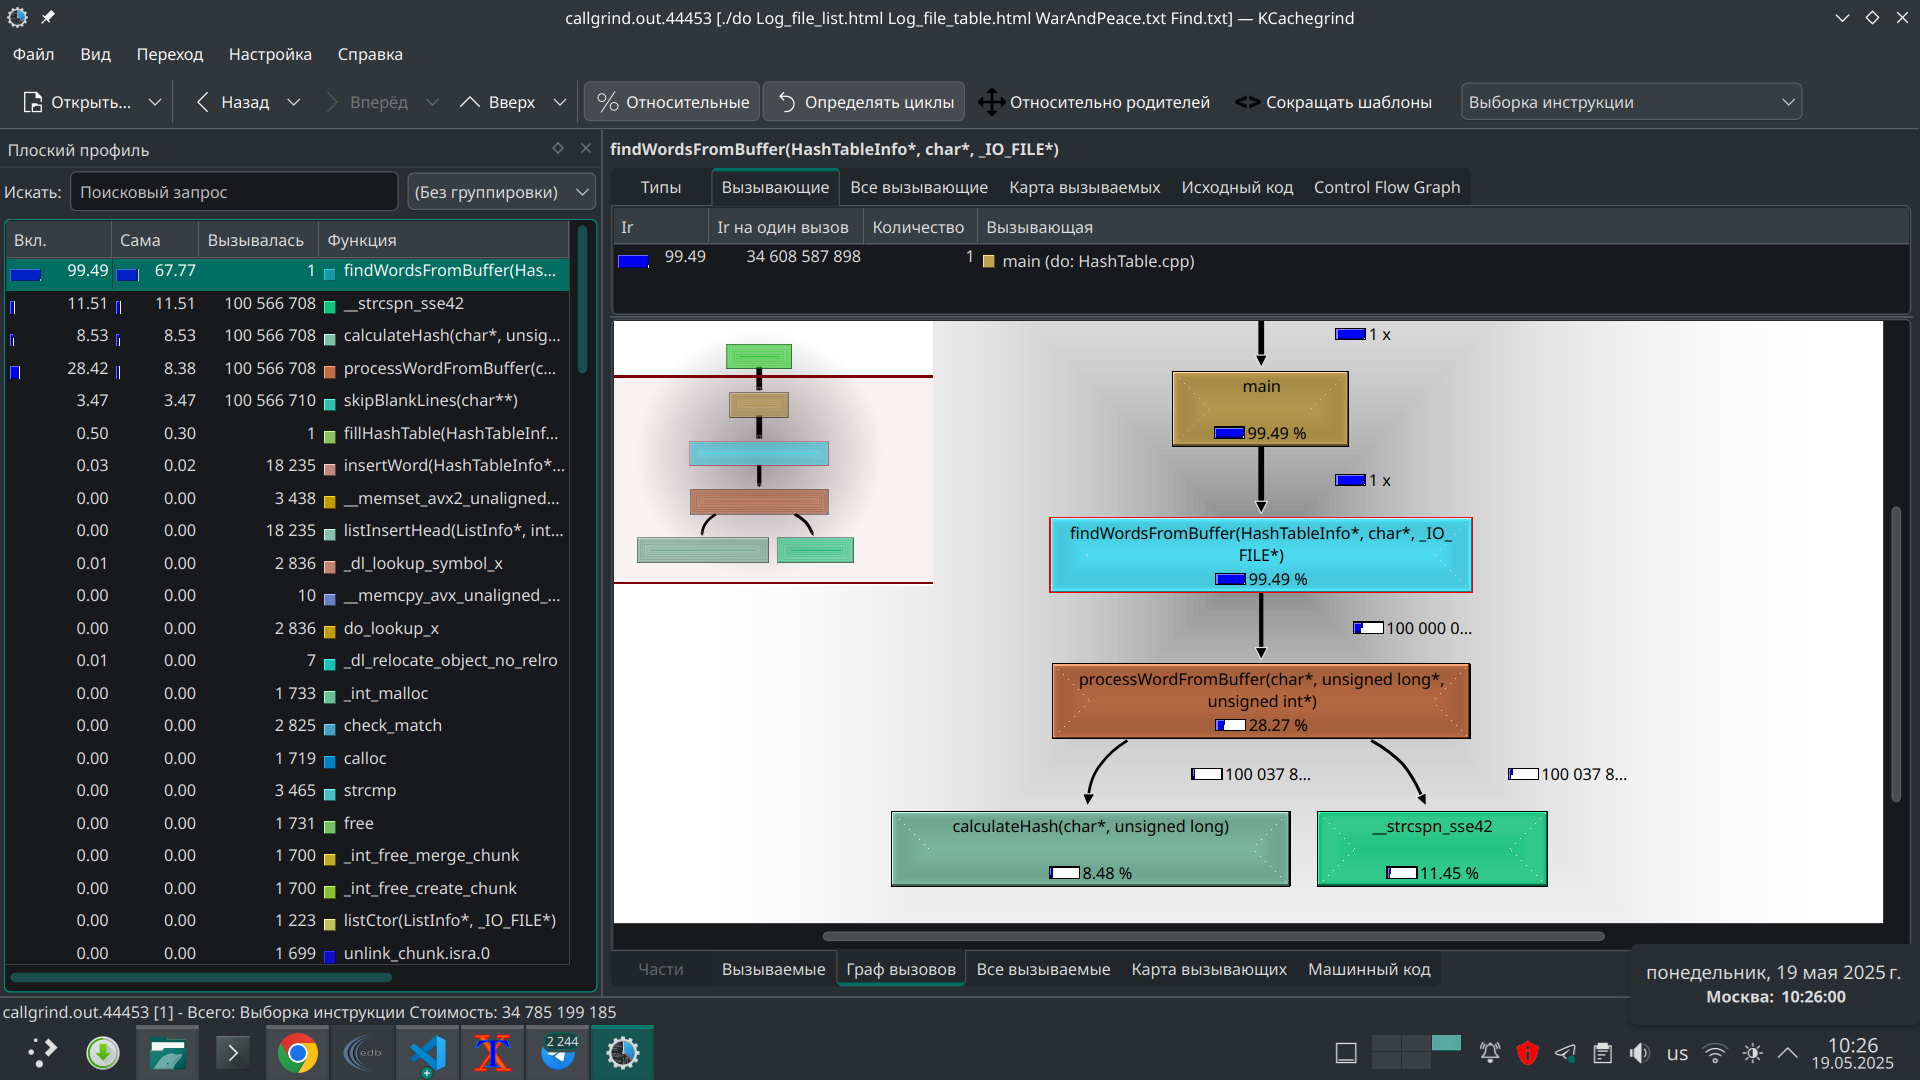 callgrind.out.44453 [./do Log_file_list.html Log_file_table.html WarAndPeace.txt Find.txt] — KCachegrind
Файл Вид Переход Настройка Справка
Открыть... Назад Вперёд Вверх % Относительные Определять циклы Относительно родителей <> Сокращать шаблоны Выборка инструкции
Плоский профиль
Искать: Поисковый запрос (Без группировки)
Вкл. Сама Вызывалась Функция
99.49 67.77 1 findWordsFromBuffer(Has...
11.51 11.51 100 566 708 __strcspn_sse42
8.53 8.53 100 566 708 calculateHash(char*, unsig...
28.42 8.38 100 566 708 processWordFromBuffer(c...
3.47 3.47 100 566 710 skipBlankLines(char**)
0.50 0.30 1 fillHashTable(HashTableInf...
0.03 0.02 18 235 insertWord(HashTableInfo*...
0.00 0.00 3 438 __memset_avx2_unaligned...
0.00 0.00 18 235 listInsertHead(ListInfo*, int...
0.01 0.00 2 836 _dl_lookup_symbol_x
0.00 0.00 10 __memcpy_avx_unaligned_...
0.00 0.00 2 836 do_lookup_x
0.01 0.00 7 _dl_relocate_object_no_relro
0.00 0.00 1 733 _int_malloc
0.00 0.00 2 825 check_match
0.00 0.00 1 719 calloc
0.00 0.00 3 465 strcmp
0.00 0.00 1 731 free
0.00 0.00 1 700 _int_free_merge_chunk
0.00 0.00 1 700 _int_free_create_chunk
0.00 0.00 1 223 listCtor(ListInfo*, _IO_FILE*)
0.00 0.00 1 699 unlink_chunk.isra.0
findWordsFromBuffer(HashTableInfo*, char*, _IO_FILE*)
Типы Вызывающие Все вызывающие Карта вызываемых Исходный код Control Flow Graph
Ir Ir на один вызов Количество Вызывающая
99.49 34 608 587 898 1 main (do: HashTable.cpp)
1 x
main
99.49 %
1 x
findWordsFromBuffer(HashTableInfo*, char*, _IO_
FILE*)
99.49 %
100 000 0...
processWordFromBuffer(char*, unsigned long*,
unsigned int*)
28.27 %
100 037 8... 100 037 8...
calculateHash(char*, unsigned long) __strcspn_sse42
8.48 % 11.45 %
Части Вызываемые Граф вызовов Все вызываемые Карта вызывающих Машинный код
понедельник, 19 мая 2025 г.
Москва: 10:26:00
callgrind.out.44453 [1] - Всего: Выборка инструкции Стоимость: 34 785 199 185
edb
2 244
us
10:26
19.05.2025